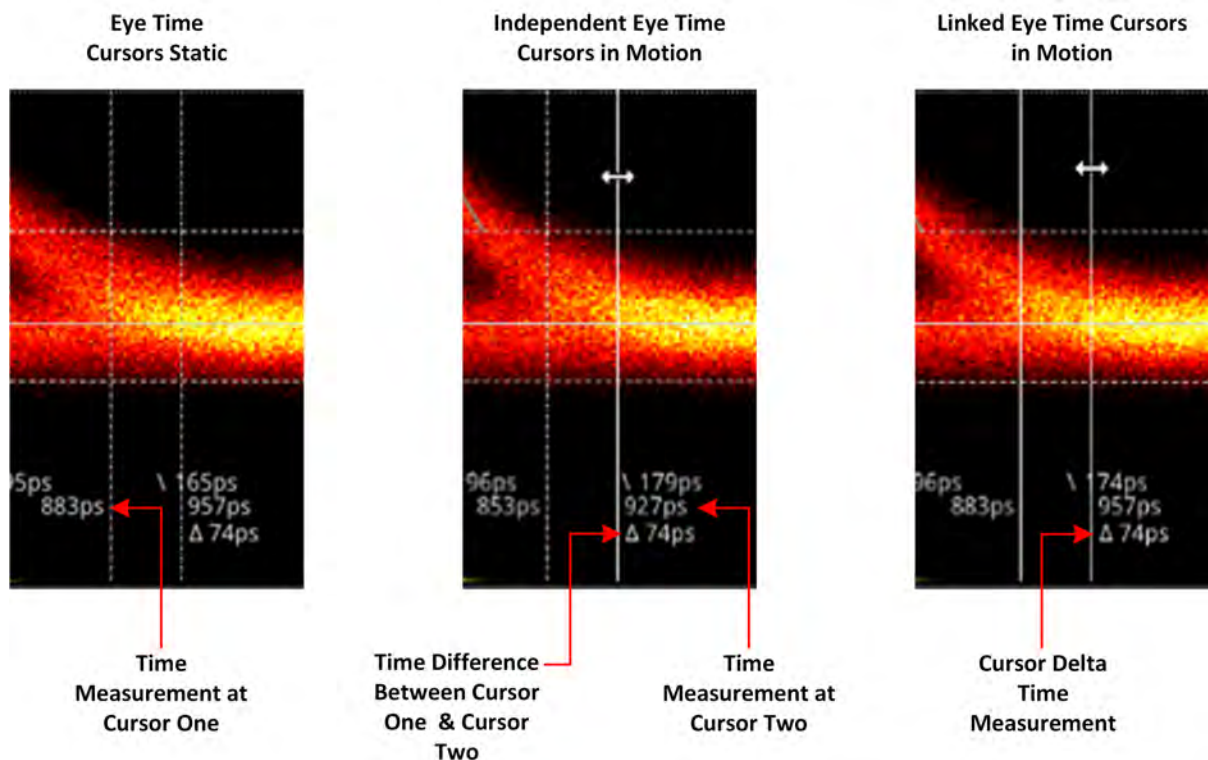 Eye Time
Cursors Static
Independent Eye Time
Cursors in Motion
Linked Eye Time Cursors
in Motion
95ps
\ 165ps
883ps
957ps
Δ 74ps
96ps
\ 179ps
853ps
927ps
Δ 74ps
96ps
\ 174ps
883ps
957ps
Δ 74ps
Time
Measurement at
Cursor One
Time Difference
Between Cursor
One & Cursor
Two
Time
Measurement at
Cursor Two
Cursor Delta
Time
Measurement